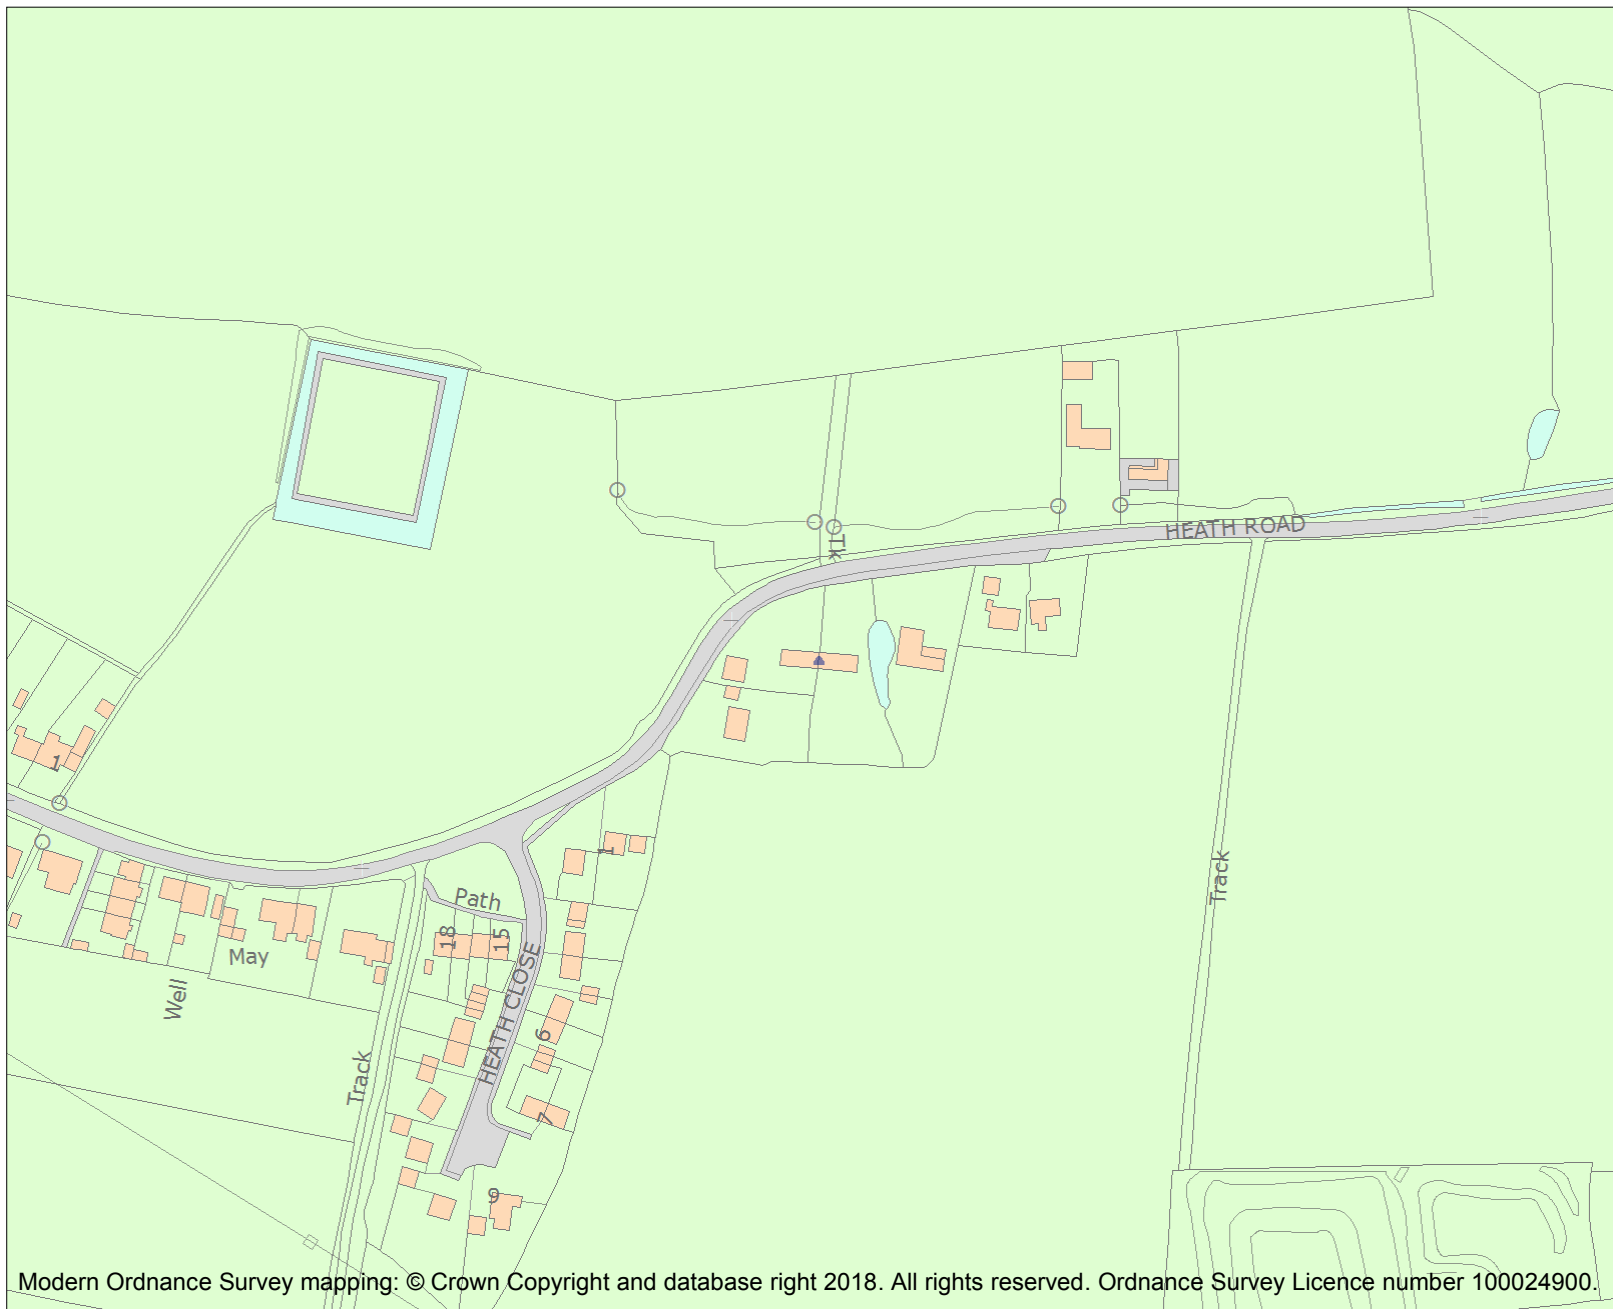 Tk
HEATH ROAD
1
1
Track
Path
18
15
May
Well
HEATH CLOSE
6
Track
7
9
Modern Ordnance Survey mapping: © Crown Copyright and database right 2018. All rights reserved. Ordnance Survey Licence number 100024900.